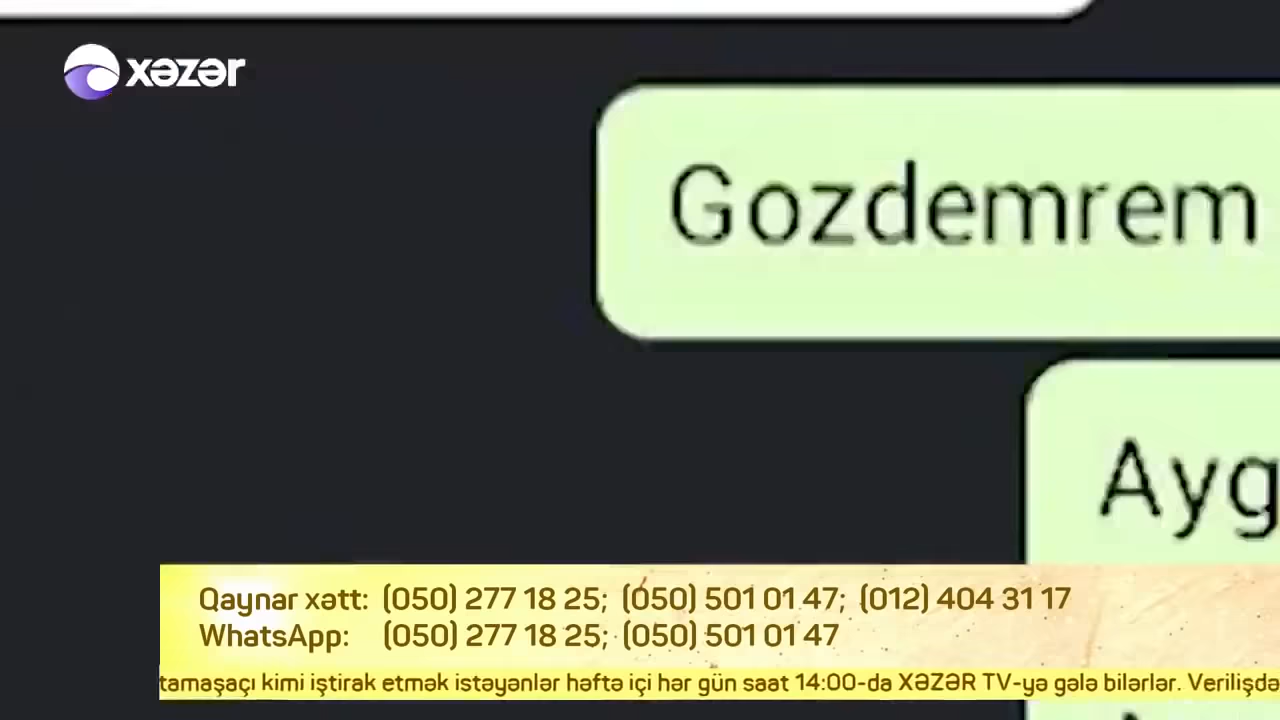 xəzər
Gozdemrem
Ayg
Qaynar xətt: (050) 277 18 25; (050) 501 01 47; (012) 404 31 17
WhatsApp: (050) 277 18 25; (050) 501 01 47
tamaşaçı kimi iştirak etmək istəyənlər həftə içi hər gün saat 14:00-da XƏZƏR TV-yə gələ bilərlər. Verilişdə